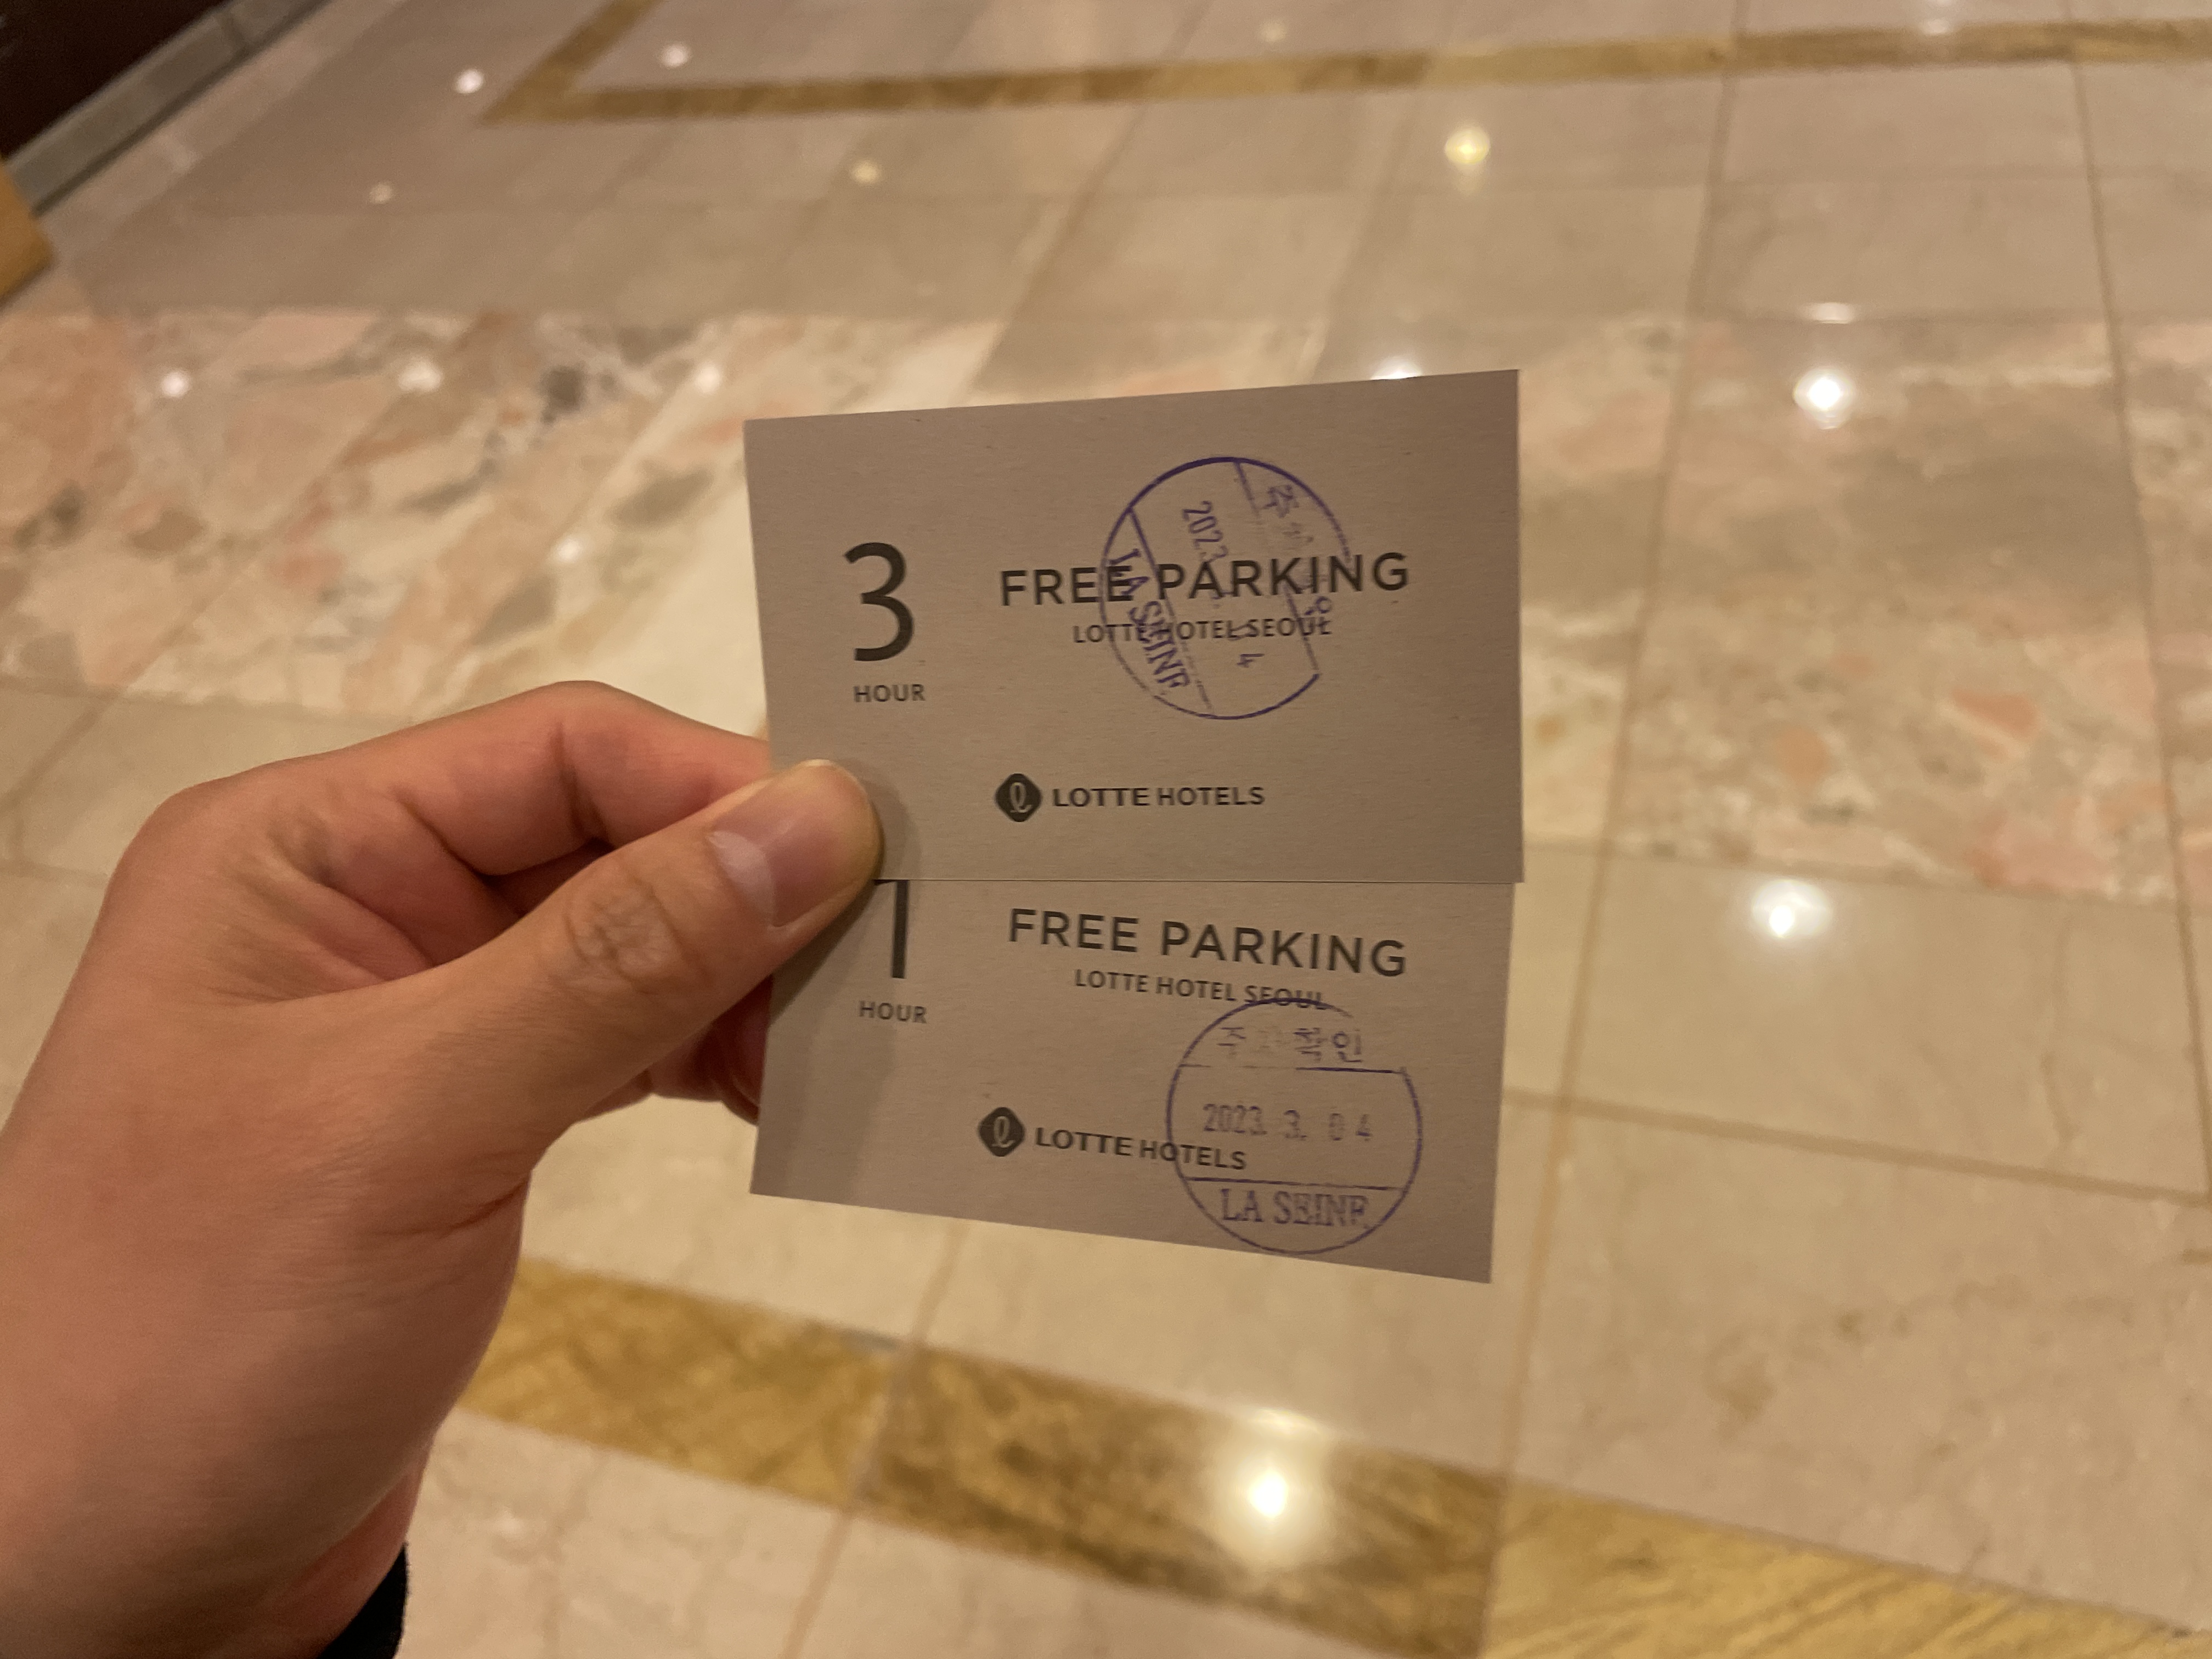 3
HOUR
FREE PARKING
LOTTE HOTEL SEOUL
2023. 4
LA SEINE
LOTTE HOTELS
1
HOUR
FREE PARKING
LOTTE HOTEL SEOUL
주차확인
2023. 3. 04
LOTTE HOTELS
LA SEINE